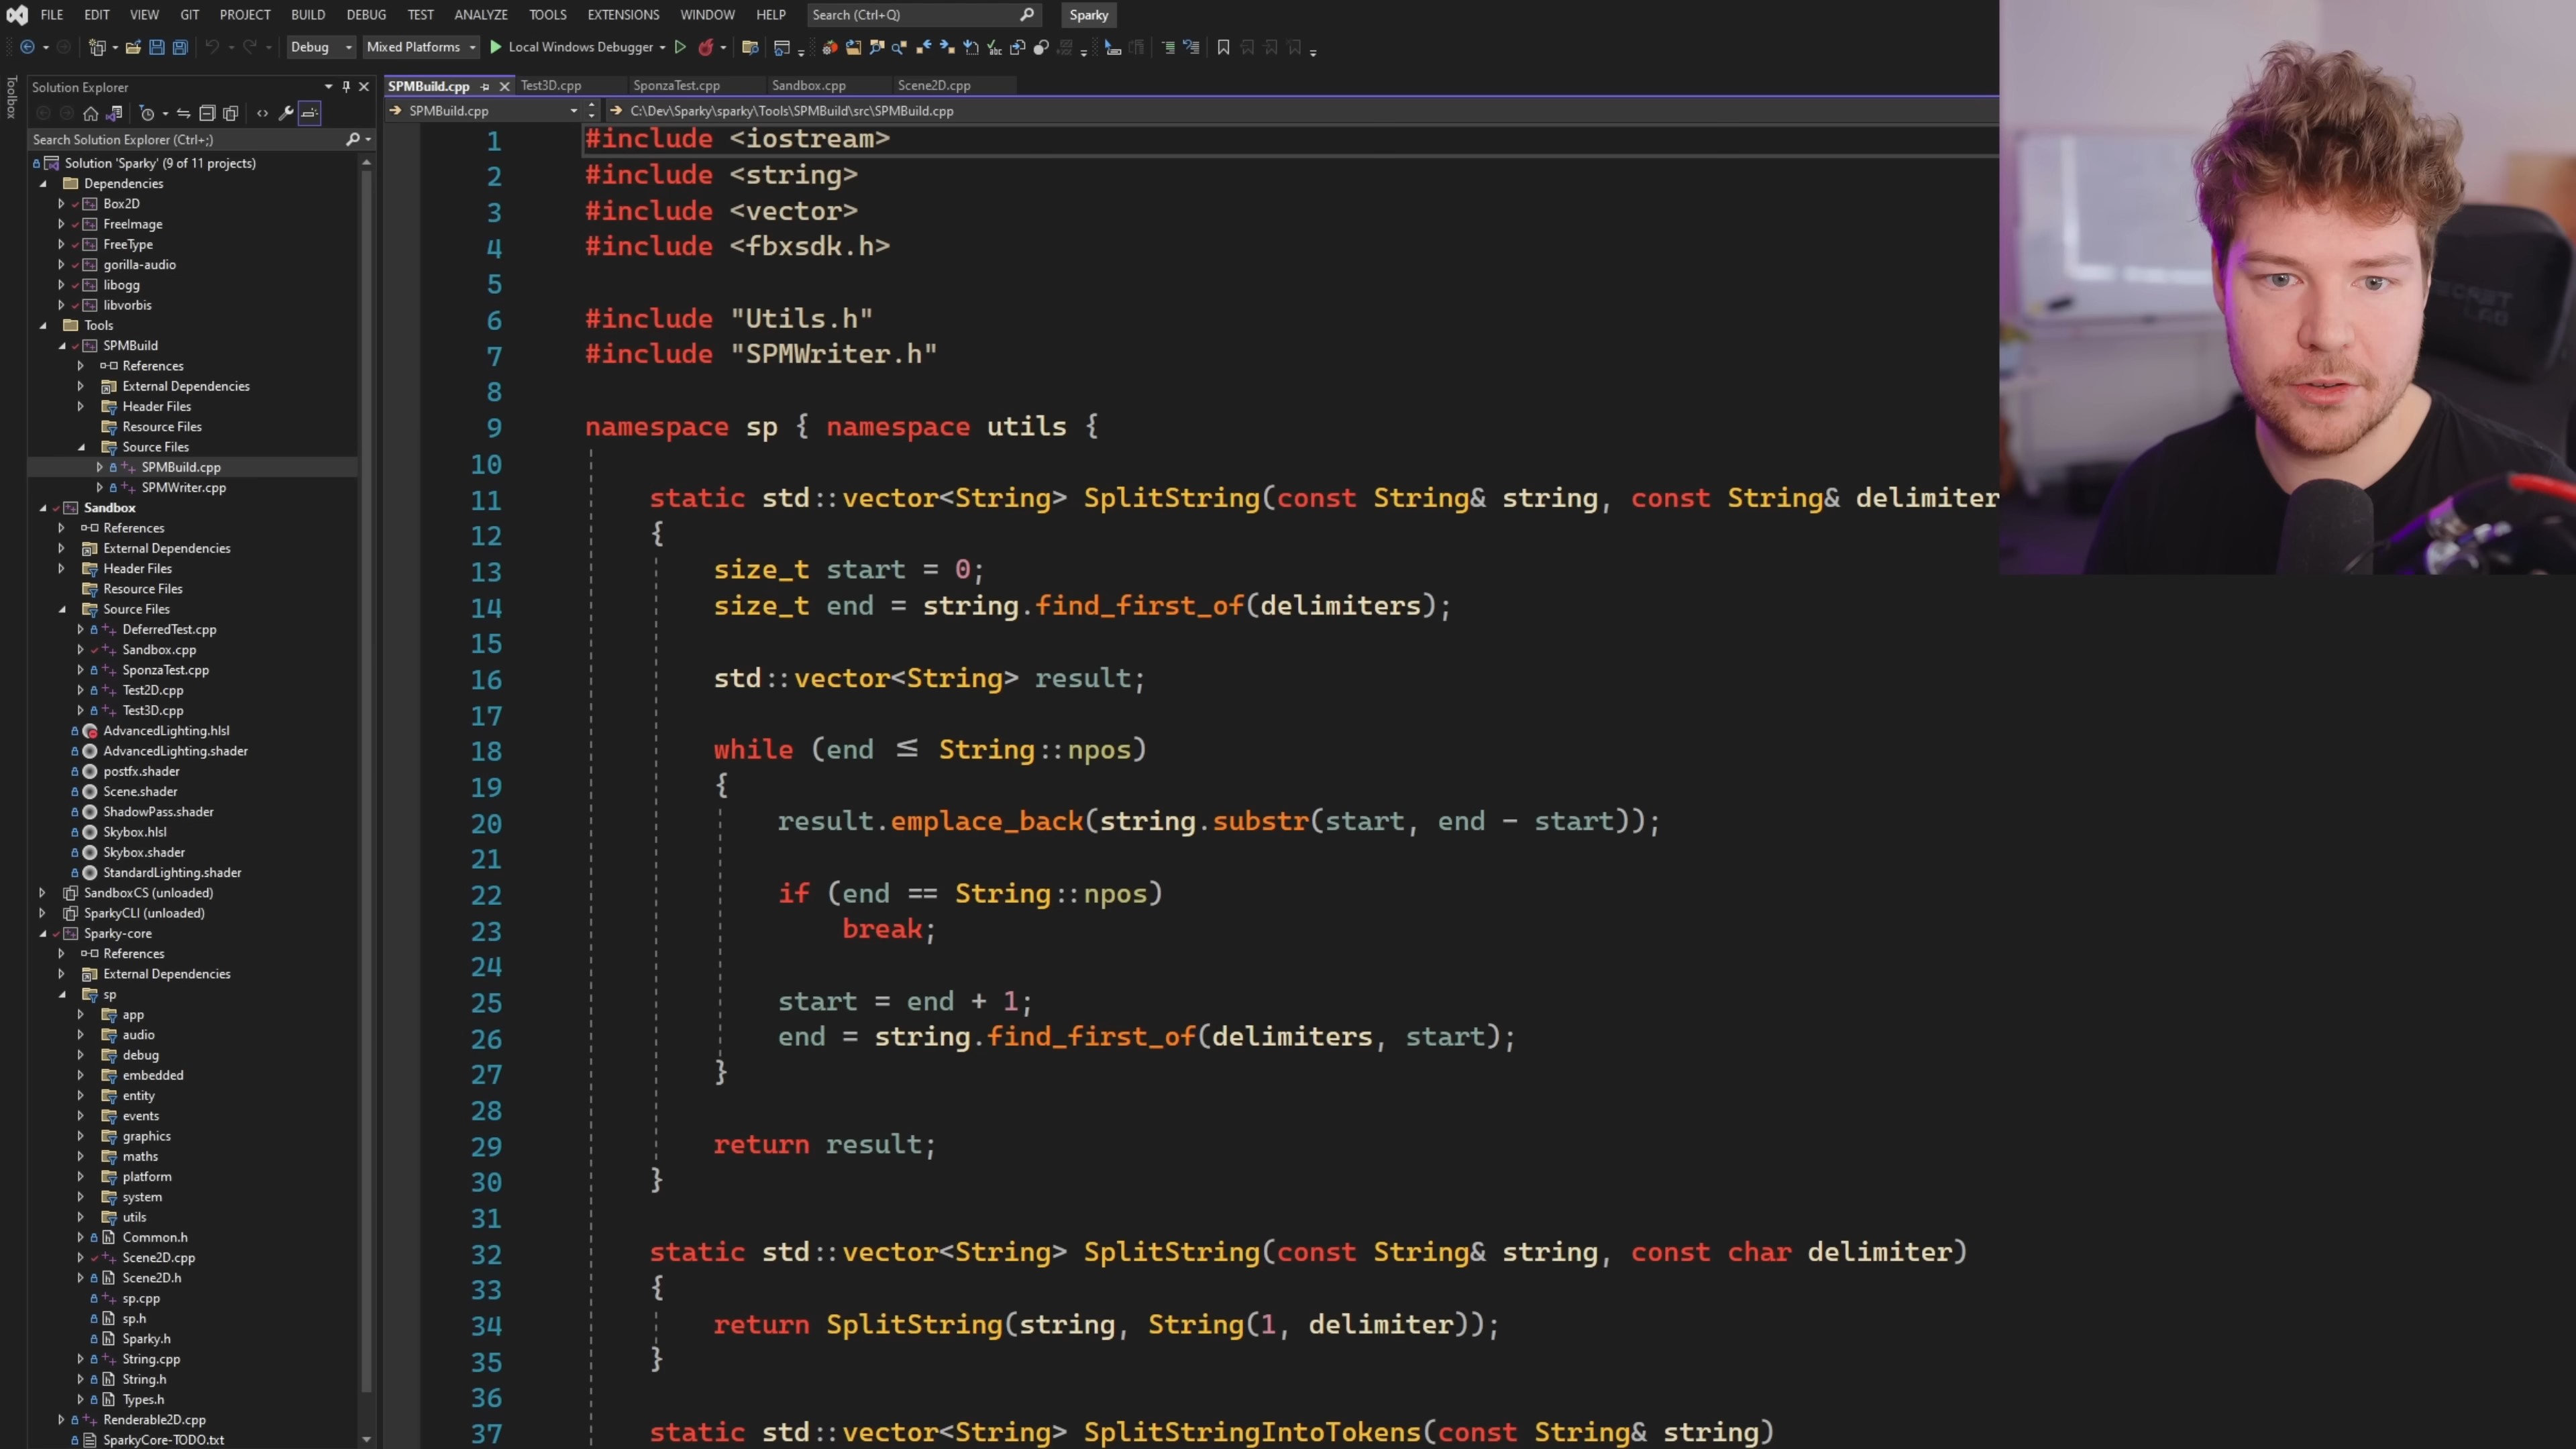 FILE EDIT VIEW GIT PROJECT BUILD DEBUG TEST ANALYZE TOOLS EXTENSIONS WINDOW HELP Search (Ctrl+Q) Sparky
Debug Mixed Platforms Local Windows Debugger
Toolbox
Solution Explorer
Search Solution Explorer (Ctrl+;)
Solution 'Sparky' (9 of 11 projects)
Dependencies
Box2D
FreeImage
FreeType
gorilla-audio
libogg
libvorbis
Tools
SPMBuild
References
External Dependencies
Header Files
Resource Files
Source Files
SPMBuild.cpp
SPMWriter.cpp
Sandbox
References
External Dependencies
Header Files
Resource Files
Source Files
DeferredTest.cpp
Sandbox.cpp
SponzaTest.cpp
Test2D.cpp
Test3D.cpp
AdvancedLighting.hlsl
AdvancedLighting.shader
postfx.shader
Scene.shader
ShadowPass.shader
Skybox.hlsl
Skybox.shader
StandardLighting.shader
SandboxCS (unloaded)
SparkyCLI (unloaded)
Sparky-core
References
External Dependencies
sp
app
audio
debug
embedded
entity
events
graphics
maths
platform
system
utils
Common.h
Scene2D.cpp
Scene2D.h
sp.cpp
sp.h
Sparky.h
String.cpp
String.h
Types.h
Renderable2D.cpp
SparkyCore-TODO.txt
SPMBuild.cpp Test3D.cpp SponzaTest.cpp Sandbox.cpp Scene2D.cpp
SPMBuild.cpp C:\Dev\Sparky\sparky\Tools\SPMBuild\src\SPMBuild.cpp
1 #include <iostream>
2 #include <string>
3 #include <vector>
4 #include <fbxsdk.h>
5
6 #include "Utils.h"
7 #include "SPMWriter.h"
8
9 namespace sp { namespace utils {
10
11 static std::vector<String> SplitString(const String& string, const String& delimiter
12 {
13 size_t start = 0;
14 size_t end = string.find_first_of(delimiters);
15
16 std::vector<String> result;
17
18 while (end ≤ String::npos)
19 {
20 result.emplace_back(string.substr(start, end - start));
21
22 if (end == String::npos)
23 break;
24
25 start = end + 1;
26 end = string.find_first_of(delimiters, start);
27 }
28
29 return result;
30 }
31
32 static std::vector<String> SplitString(const String& string, const char delimiter)
33 {
34 return SplitString(string, String(1, delimiter));
35 }
36
37 static std::vector<String> SplitStringIntoTokens(const String& string)